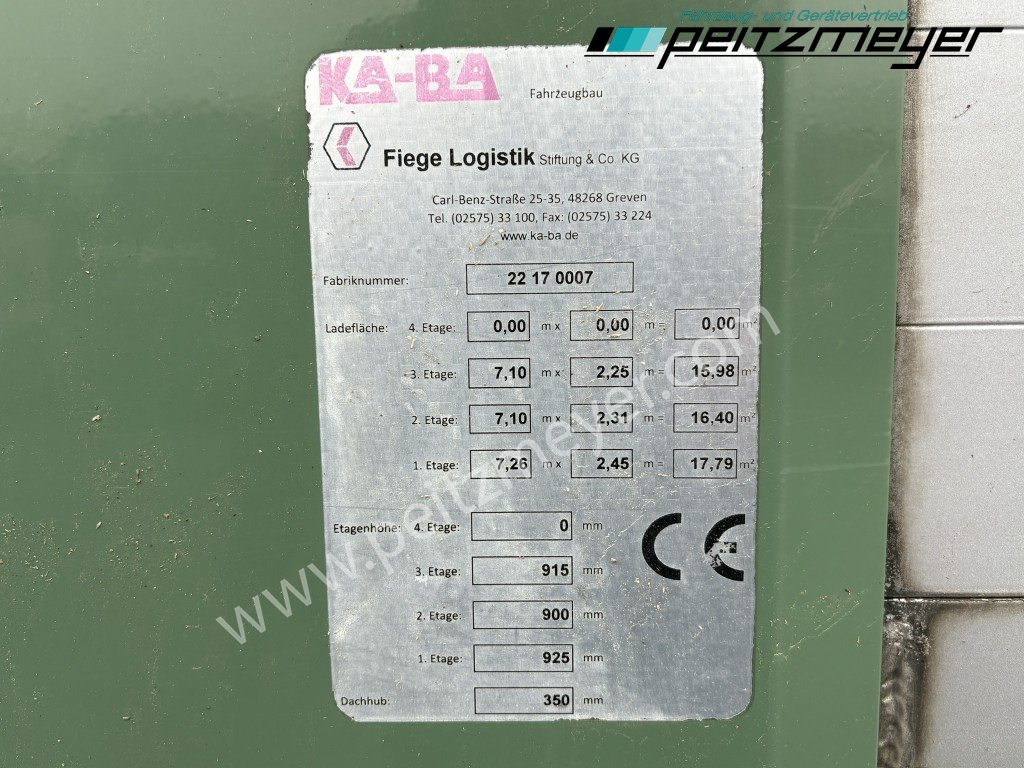 Fahrzeug- und Gerätevertrieb
peitzmeyer
KA-BA Fahrzeugbau
Fiege Logistik Stiftung & Co KG
Carl-Benz-Straße 25-35, 48268 Greven
Tel. (02575) 33 100, Fax: (02575) 33 224
www.ka-ba.de
Fabriknummer: 22 17 0007
Ladefläche: 4. Etage: 0,00 m x 0,00 m = 0,00 m²
3. Etage: 7,10 m x 2,25 m = 15,98 m²
2. Etage: 7,10 m x 2,31 m = 16,40 m²
1. Etage: 7,26 m x 2,45 m = 17,79 m²
Etagenhöhe: 4. Etage: 0 mm
CE
3. Etage: 915 mm
2. Etage: 900 mm
1. Etage: 925 mm
Dachhub: 350 mm
www.peitzmeyer.com